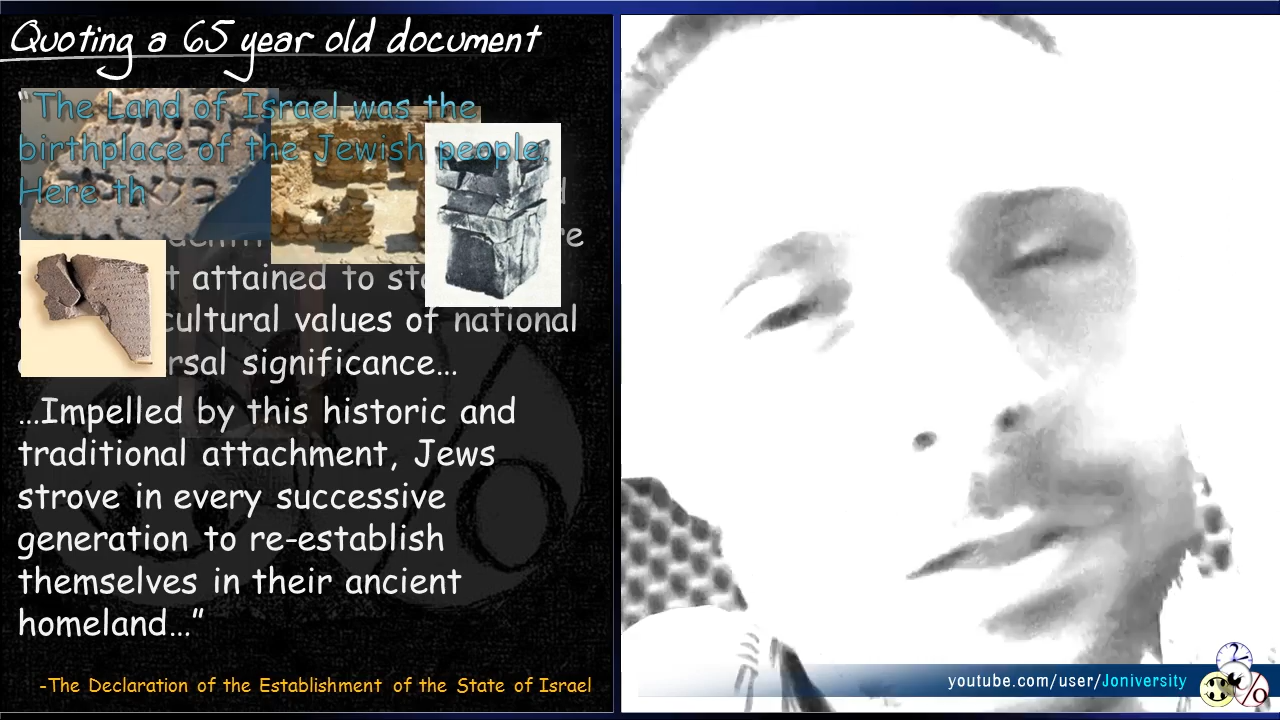 Quoting a 65 year old document
“The Land of Israel was the
birthplace of the Jewish people.
Here th
attained to
cultural values of national
significance…
…Impelled by this historic and
traditional attachment, Jews
strove in every successive
generation to re-establish
themselves in their ancient
homeland…”
-The Declaration of the Establishment of the State of Israel
youtube.com/user/Joniversity